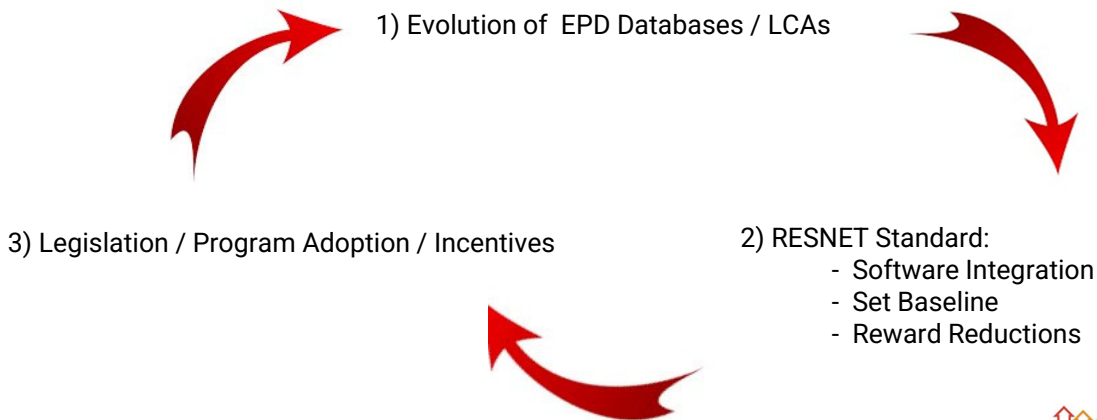 1) Evolution of EPD Databases / LCAs
3) Legislation / Program Adoption / Incentives
2) RESNET Standard:
- Software Integration
- Set Baseline
- Reward Reductions